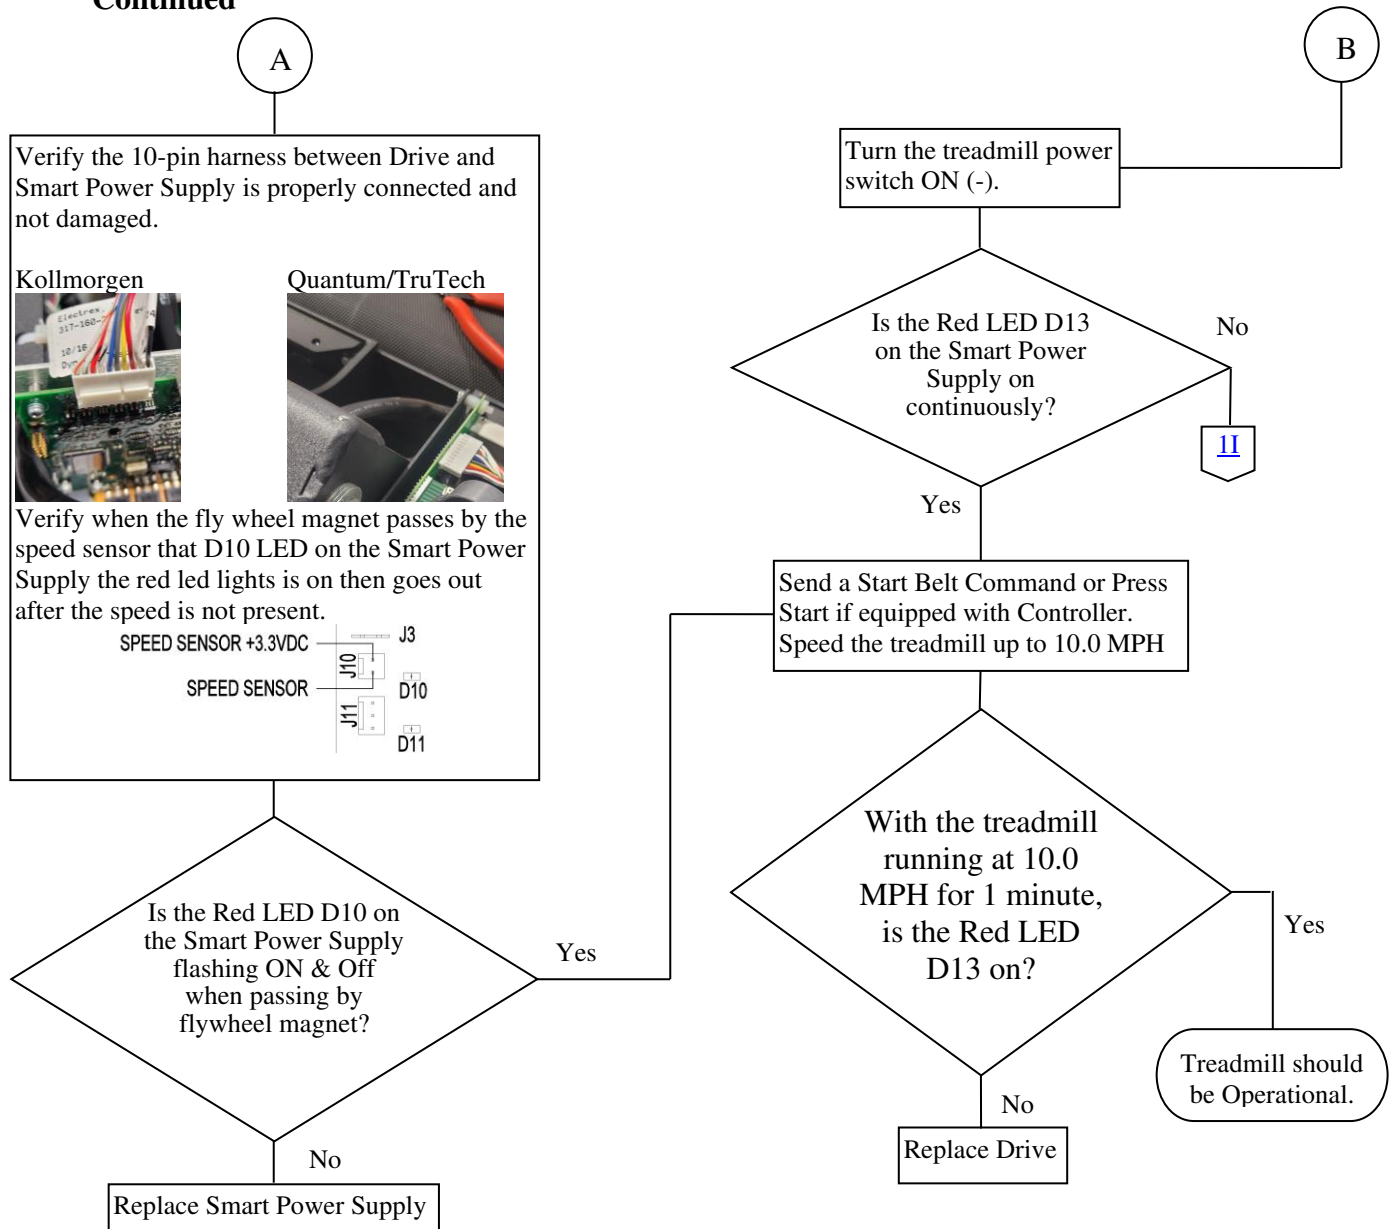 Continued
A
Verify the 10-pin harness between Drive and
Smart Power Supply is properly connected and
not damaged.
Kollmorgen
Quantum/TruTech
Electrex.
317-160-
10/16
Verify when the fly wheel magnet passes by the
speed sensor that D10 LED on the Smart Power
Supply the red led lights is on then goes out
after the speed is not present.
SPEED SENSOR +3.3VDC
J3
J10
SPEED SENSOR
D10
J11
D11
Is the Red LED D10 on
the Smart Power Supply
flashing ON & Off
when passing by
flywheel magnet?
Yes
No
Replace Smart Power Supply
B
Turn the treadmill power
switch ON (-).
Is the Red LED D13
on the Smart Power
Supply on
continuously?
No
1I
Yes
Send a Start Belt Command or Press
Start if equipped with Controller.
Speed the treadmill up to 10.0 MPH
With the treadmill
running at 10.0
MPH for 1 minute,
is the Red LED
D13 on?
Yes
Treadmill should
be Operational.
No
Replace Drive